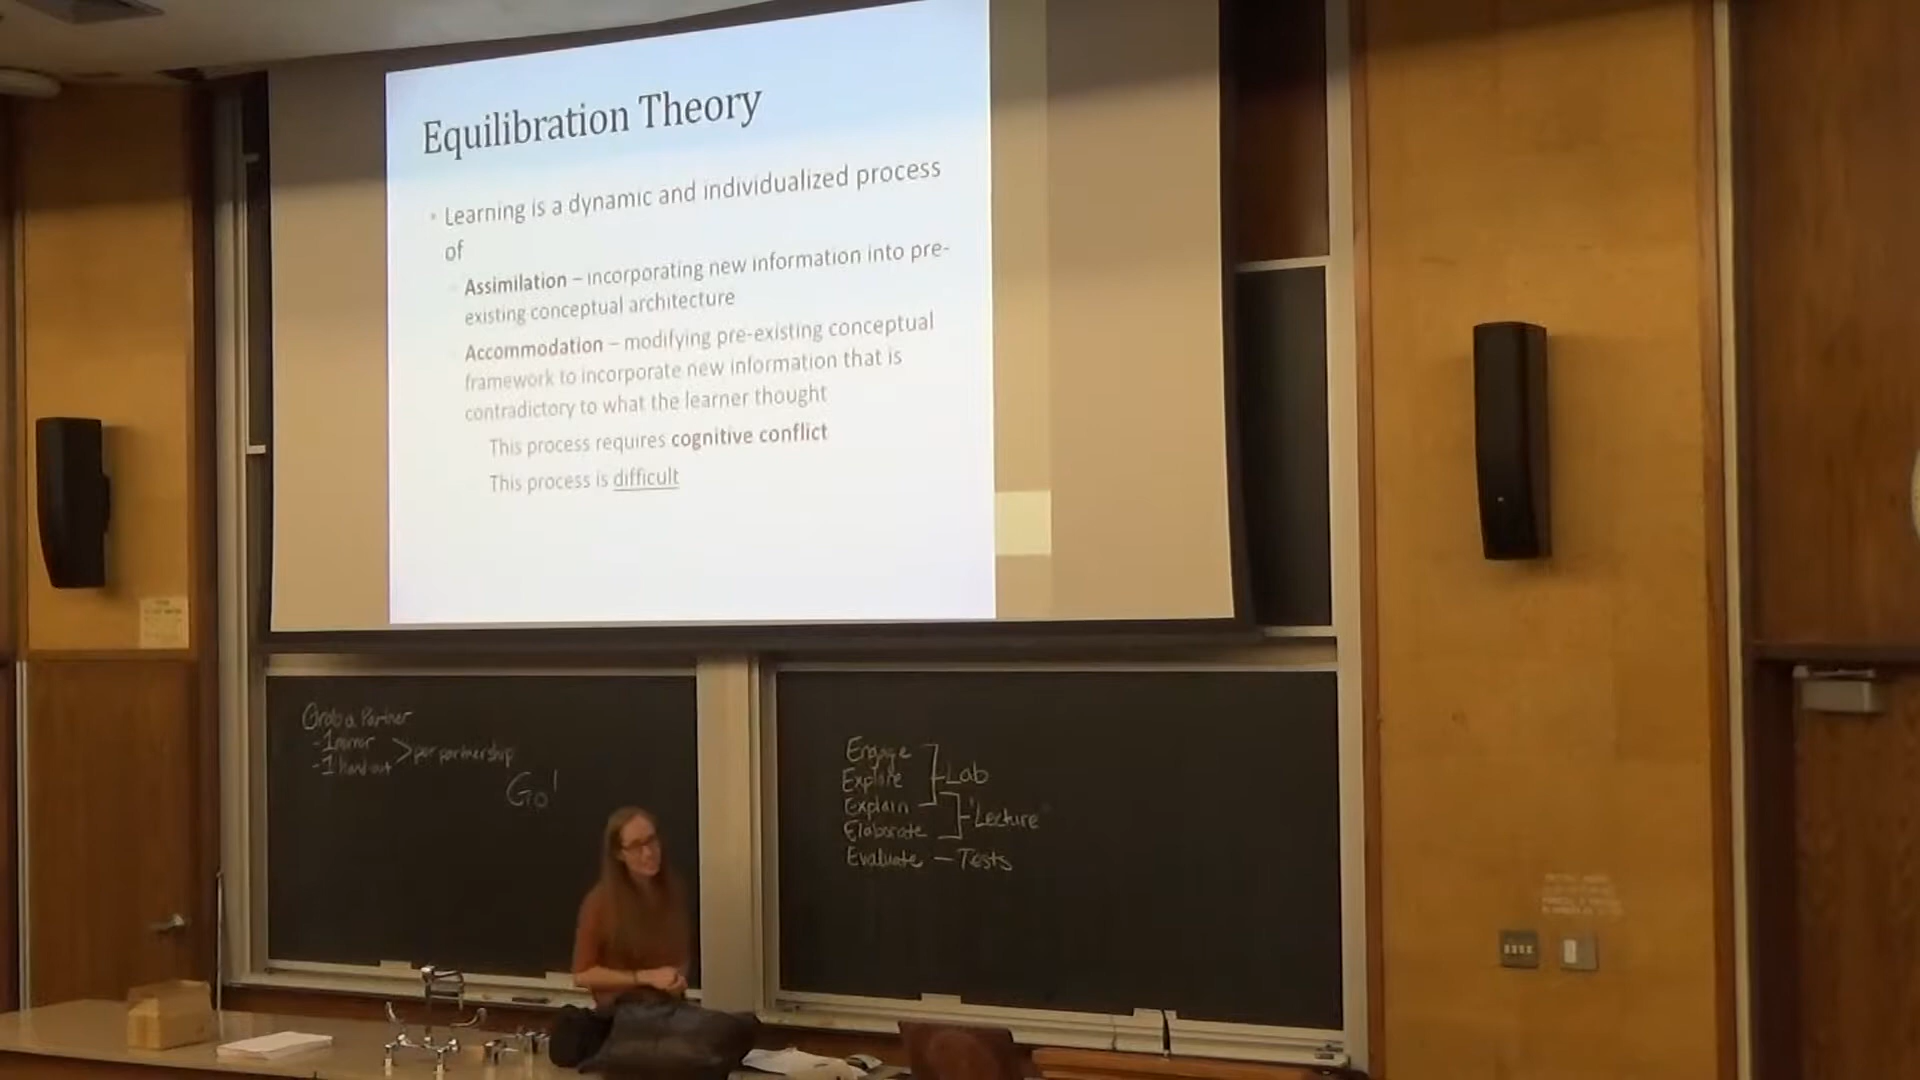 Equilibration Theory
• Learning is a dynamic and individualized process
of
Assimilation – incorporating new information into pre-
existing conceptual architecture
Accommodation – modifying pre-existing conceptual
framework to incorporate new information that is
contradictory to what the learner thought
This process requires cognitive conflict
This process is difficult
Grab a Partner
-1 mirror
-1 handout
>per partnership
Go!
Engage
Explore
Lab
Explain
"Lecture"
Elaborate
Evaluate — Tests